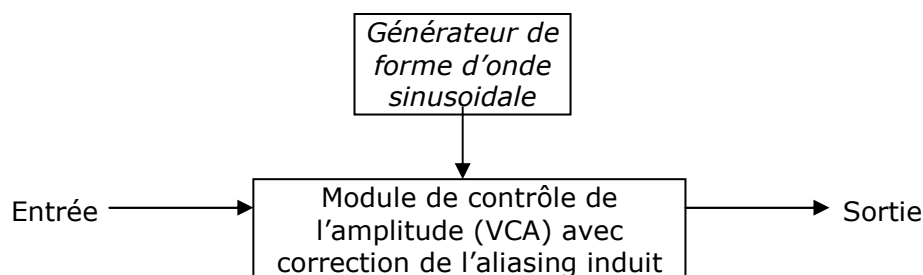 Générateur de
forme d'onde
sinusoidale
Entrée
Module de contrôle de
l'amplitude (VCA) avec
correction de l'aliasing induit
Sortie